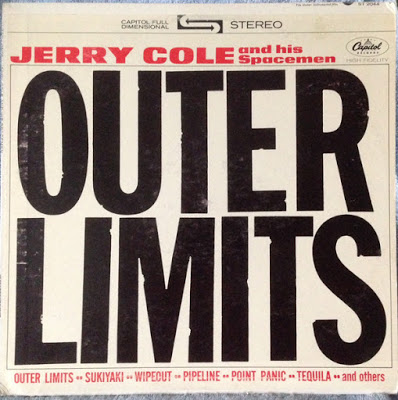 CAPITOL FULL DIMENSIONAL STEREO
JERRY COLE and his Spacemen
Capitol
RECORDS
HIGH FIDELITY
OUTER
LIMITS
OUTER LIMITS •• SUKIYAKI •• WIPEOUT •• PIPELINE •• POINT PANIC •• TEQUILA •• and others